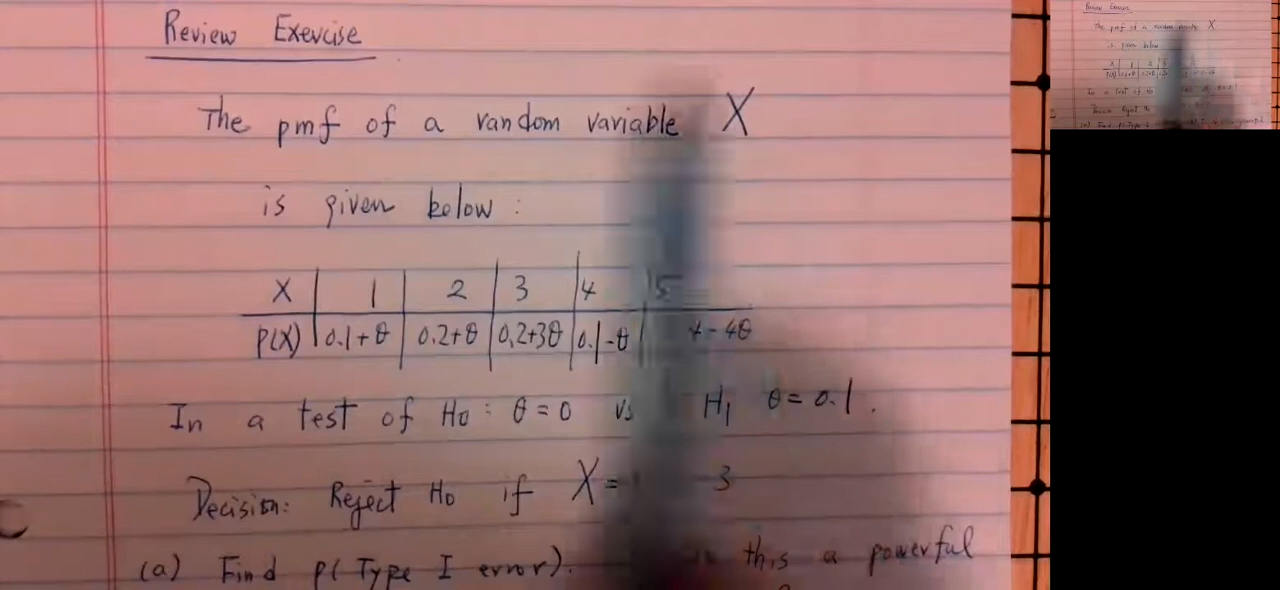 Review Exercise
The pmf of a random variable X
is given below :
X 1 2 3 4 5
P(X) 0.1+θ 0.2+θ 0.2+3θ 0.1-θ - 4θ
In a test of H0 : θ = 0 vs H1 θ = 0.1.
Decision: Reject H0 if X = 3
(a) Find P( Type I error). this a powerful